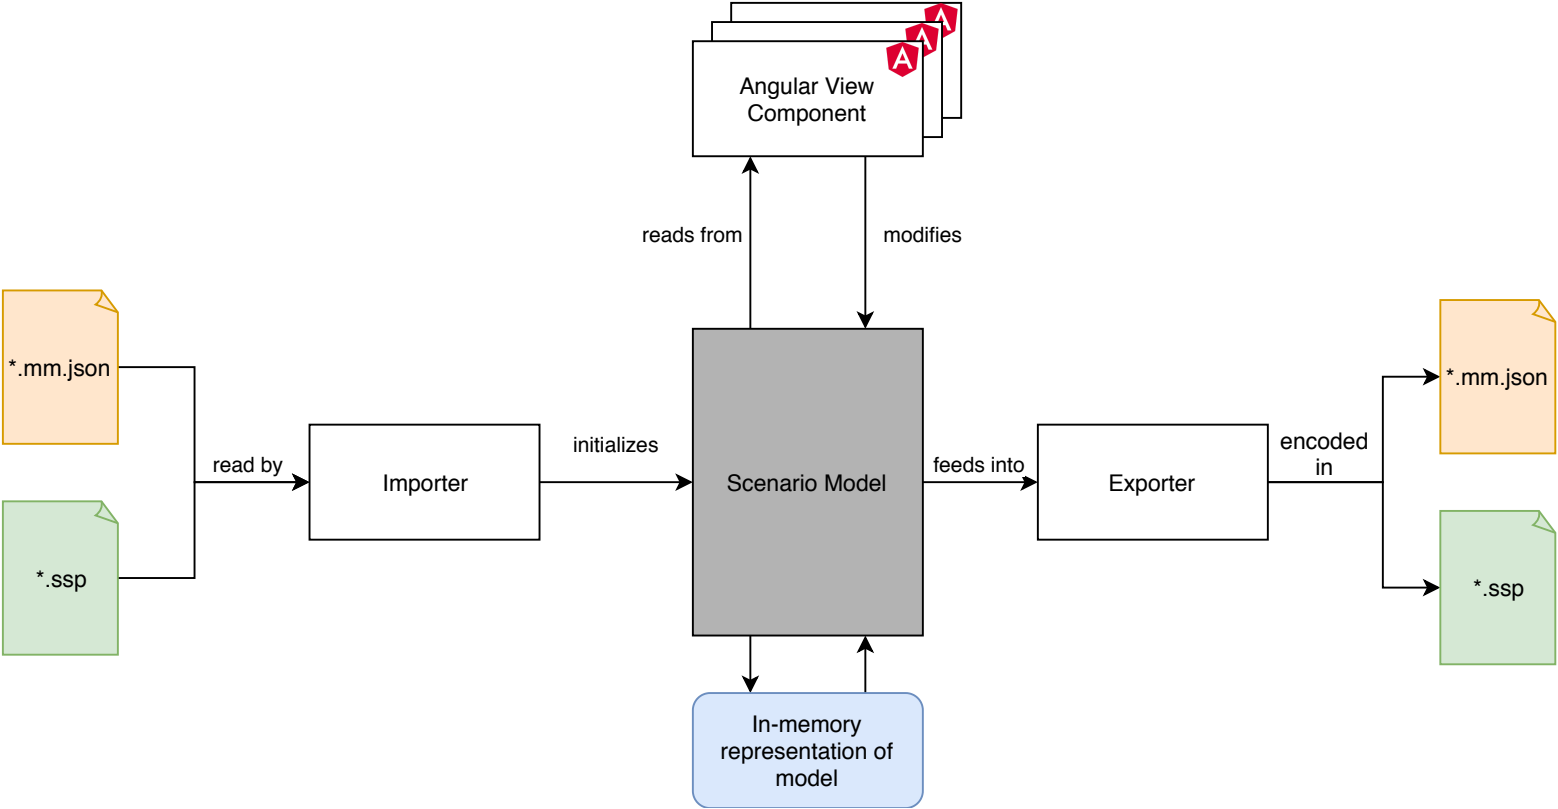 A
A
A
Angular View
Component
reads from
modifies
*.mm.json
*.ssp
read by
Importer
initializes
Scenario Model
feeds into
Exporter
encoded
in
*.mm.json
*.ssp
In-memory
representation of
model